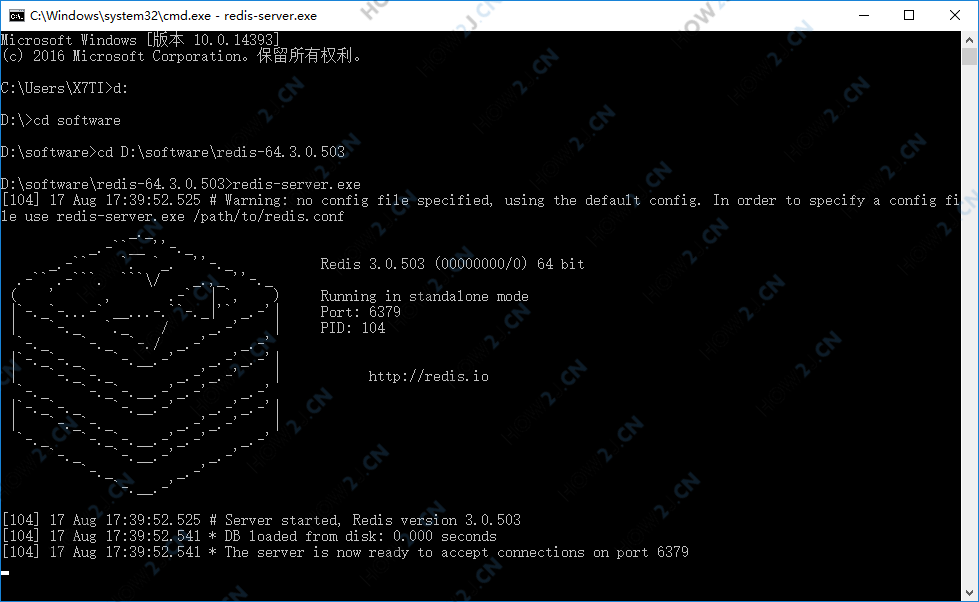 C:\Windows\system32\cmd.exe - redis-server.exe
Microsoft Windows [版本 10.0.14393]
(c) 2016 Microsoft Corporation。保留所有权利。
C:\Users\X7TI>d:
D:\>cd software
D:\software>cd D:\software\redis-64.3.0.503
D:\software\redis-64.3.0.503>redis-server.exe
[104] 17 Aug 17:39:52.525 # Warning: no config file specified, using the default config. In order to specify a config fi
le use redis-server.exe /path/to/redis.conf
Redis 3.0.503 (00000000/0) 64 bit
Running in standalone mode
Port: 6379
PID: 104
http://redis.io
[104] 17 Aug 17:39:52.525 # Server started, Redis version 3.0.503
[104] 17 Aug 17:39:52.541 * DB loaded from disk: 0.000 seconds
[104] 17 Aug 17:39:52.541 * The server is now ready to accept connections on port 6379